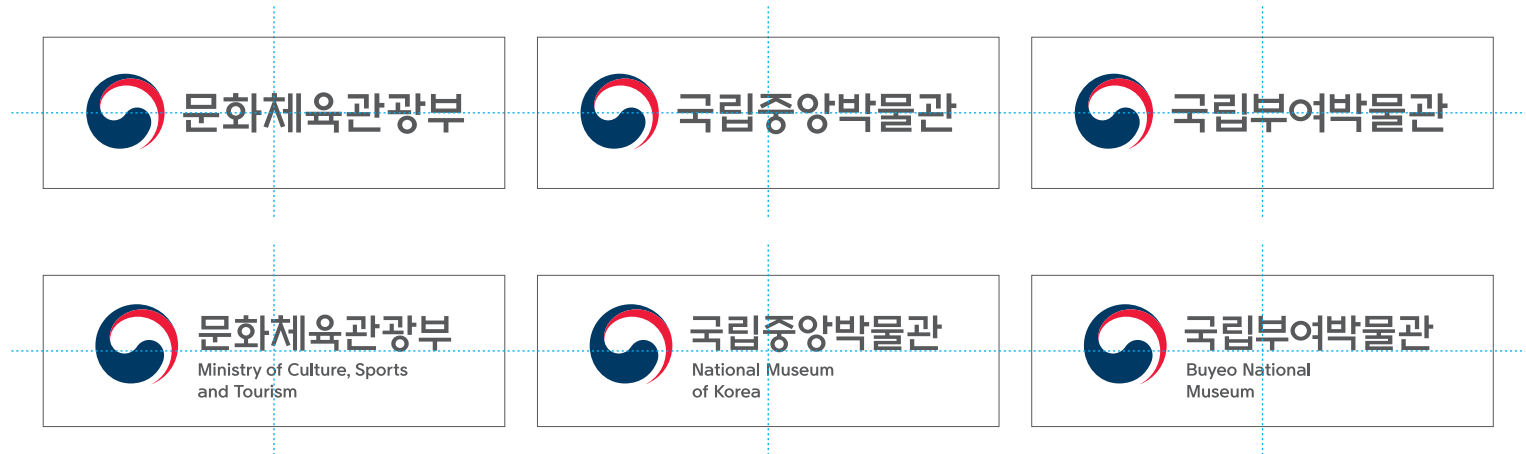 문화체육관광부
국립중앙박물관
국립부여박물관
문화체육관광부
Ministry of Culture, Sports
and Tourism
국립중앙박물관
National Museum
of Korea
국립부여박물관
Buyeo National
Museum